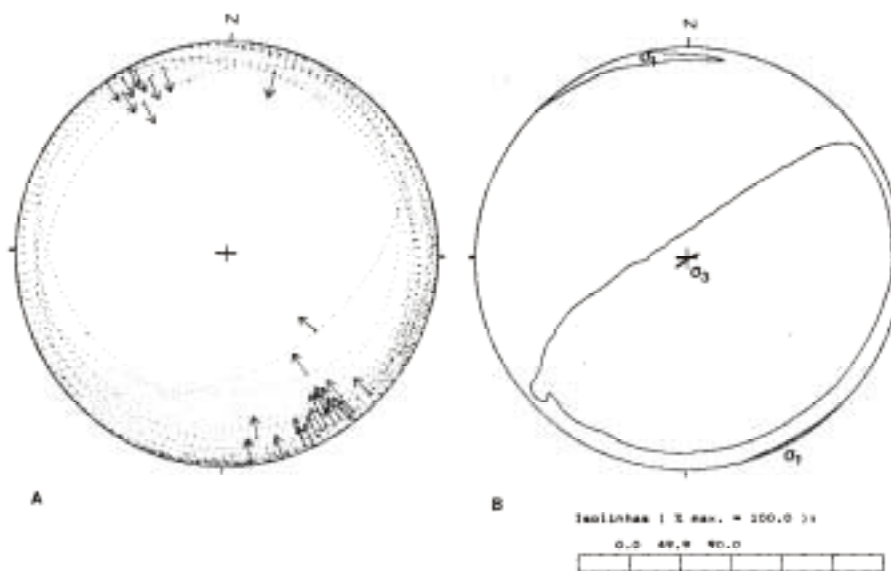 N
N
σ1
σ3
σ1
A
B
Isolinhas ( % max. = 100.0 ):
0.0 49.9 90.0